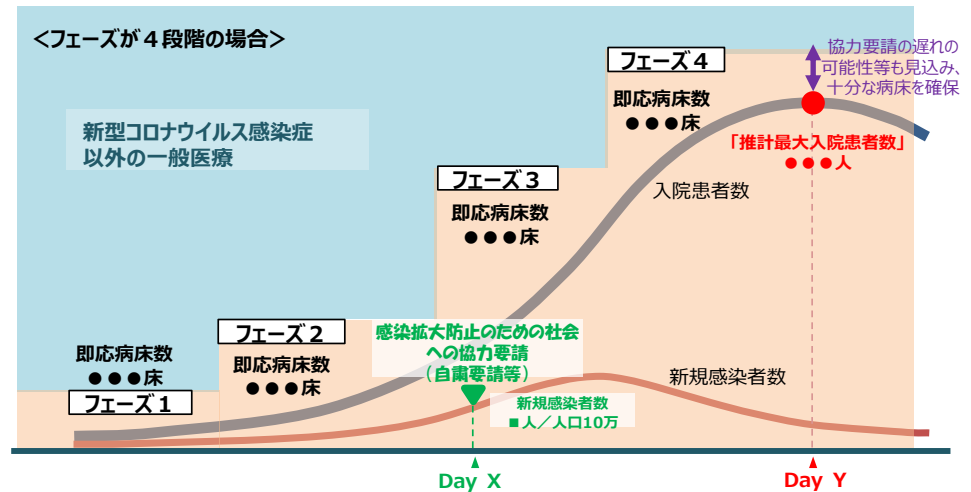 <フェーズが４段階の場合>
協力要請の遅れの
可能性等も見込み、
十分な病床を確保
フェーズ４
即応病床数
●●●床
新型コロナウイルス感染症
以外の一般医療
「推計最大入院患者数」
●●●人
フェーズ３
入院患者数
即応病床数
●●●床
フェーズ２
感染拡大防止のための社会
への協力要請
（自粛要請等）
即応病床数
●●●床
即応病床数
●●●床
新規感染者数
フェーズ１
新規感染者数
■人／人口10万
Day X
Day Y